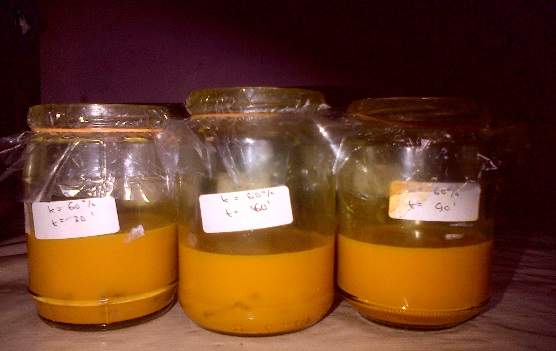 k = 60%
t = 30'
k = 60%
t = 60'
60%
t = 90'